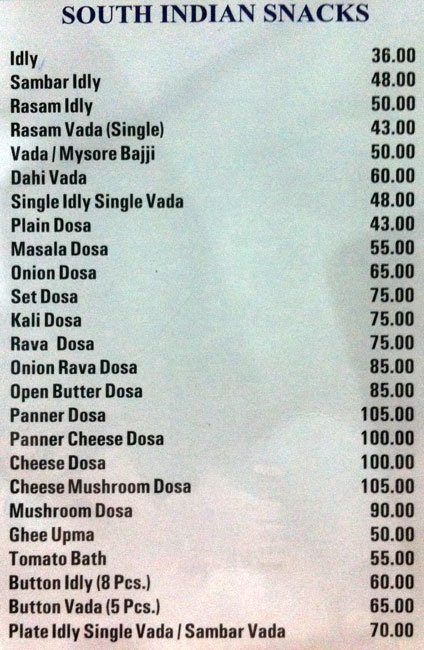 SOUTH INDIAN SNACKS
Idly 36.00
Sambar Idly 48.00
Rasam Idly 50.00
Rasam Vada (Single) 43.00
Vada / Mysore Bajji 50.00
Dahi Vada 60.00
Single Idly Single Vada 48.00
Plain Dosa 43.00
Masala Dosa 55.00
Onion Dosa 65.00
Set Dosa 75.00
Kali Dosa 75.00
Rava Dosa 75.00
Onion Rava Dosa 85.00
Open Butter Dosa 85.00
Panner Dosa 105.00
Panner Cheese Dosa 100.00
Cheese Dosa 100.00
Cheese Mushroom Dosa 105.00
Mushroom Dosa 90.00
Ghee Upma 50.00
Tomato Bath 55.00
Button Idly (8 Pcs.) 60.00
Button Vada (5 Pcs.) 65.00
Plate Idly Single Vada / Sambar Vada 70.00